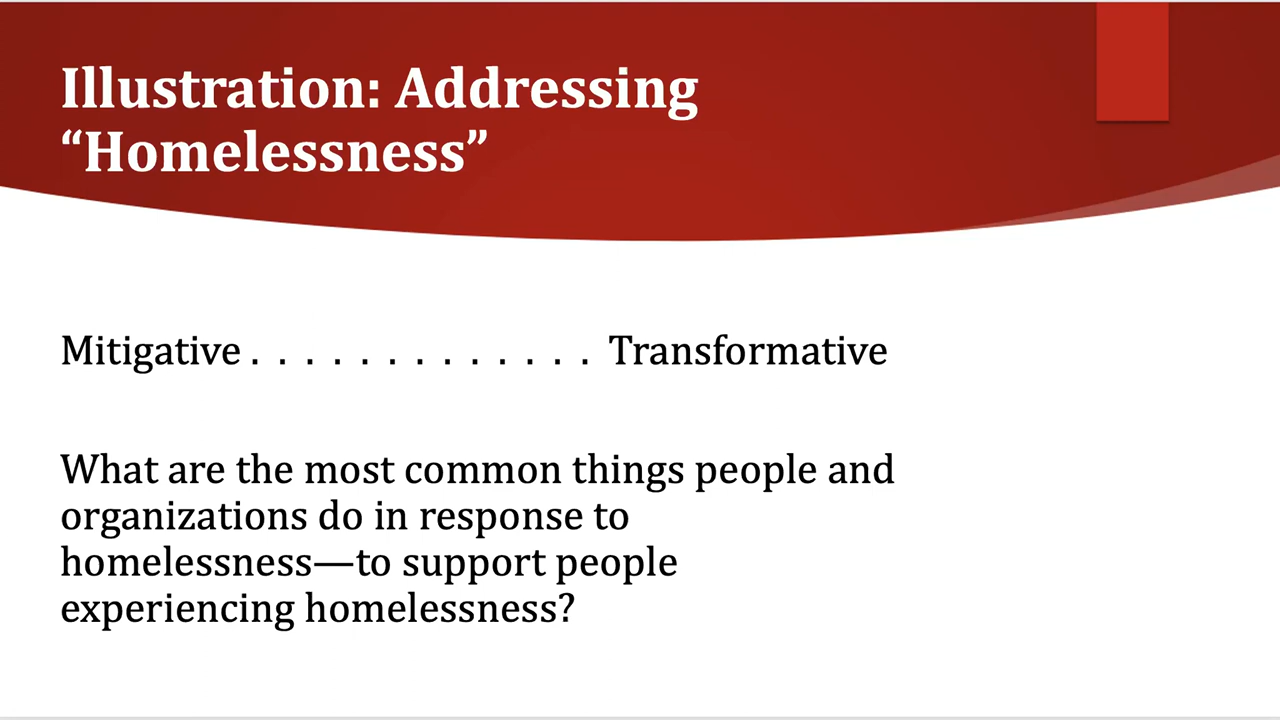 Illustration: Addressing
“Homelessness”
Mitigative . . . . . . . . . . . . . Transformative
What are the most common things people and
organizations do in response to
homelessness—to support people
experiencing homelessness?